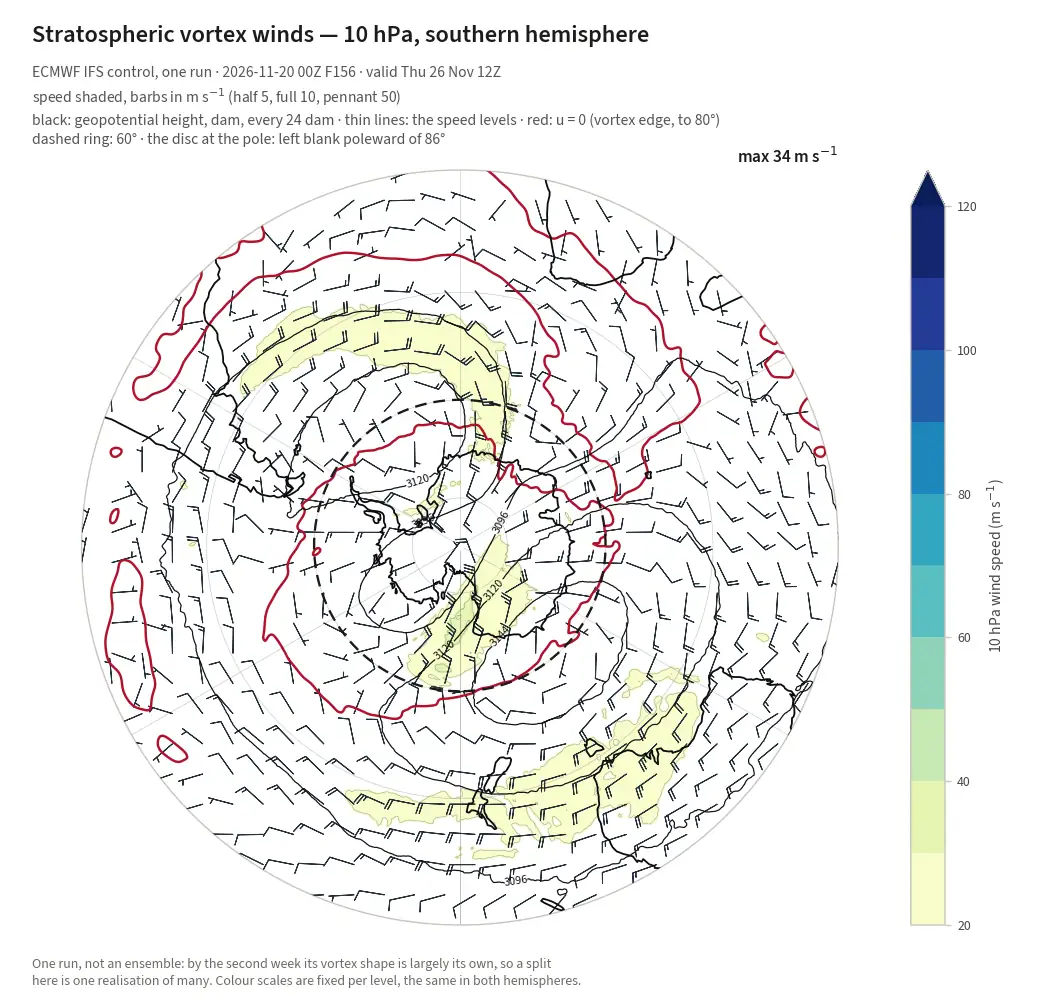 Stratospheric vortex winds — 10 hPa, southern hemisphere
ECMWF IFS control, one run · 2026-11-20 00Z F156 · valid Thu 26 Nov 12Z
speed shaded, barbs in m s⁻¹ (half 5, full 10, pennant 50)
black: geopotential height, dam, every 24 dam · thin lines: the speed levels · red: u = 0 (vortex edge, to 80°)
dashed ring: 60° · the disc at the pole: left blank poleward of 86°
max 34 m s⁻¹
120
100
80
60
40
20
10 hPa wind speed (m s⁻¹)
3120
3096
3120
3144
3120
3096
One run, not an ensemble: by the second week its vortex shape is largely its own, so a split
here is one realisation of many. Colour scales are fixed per level, the same in both hemispheres.